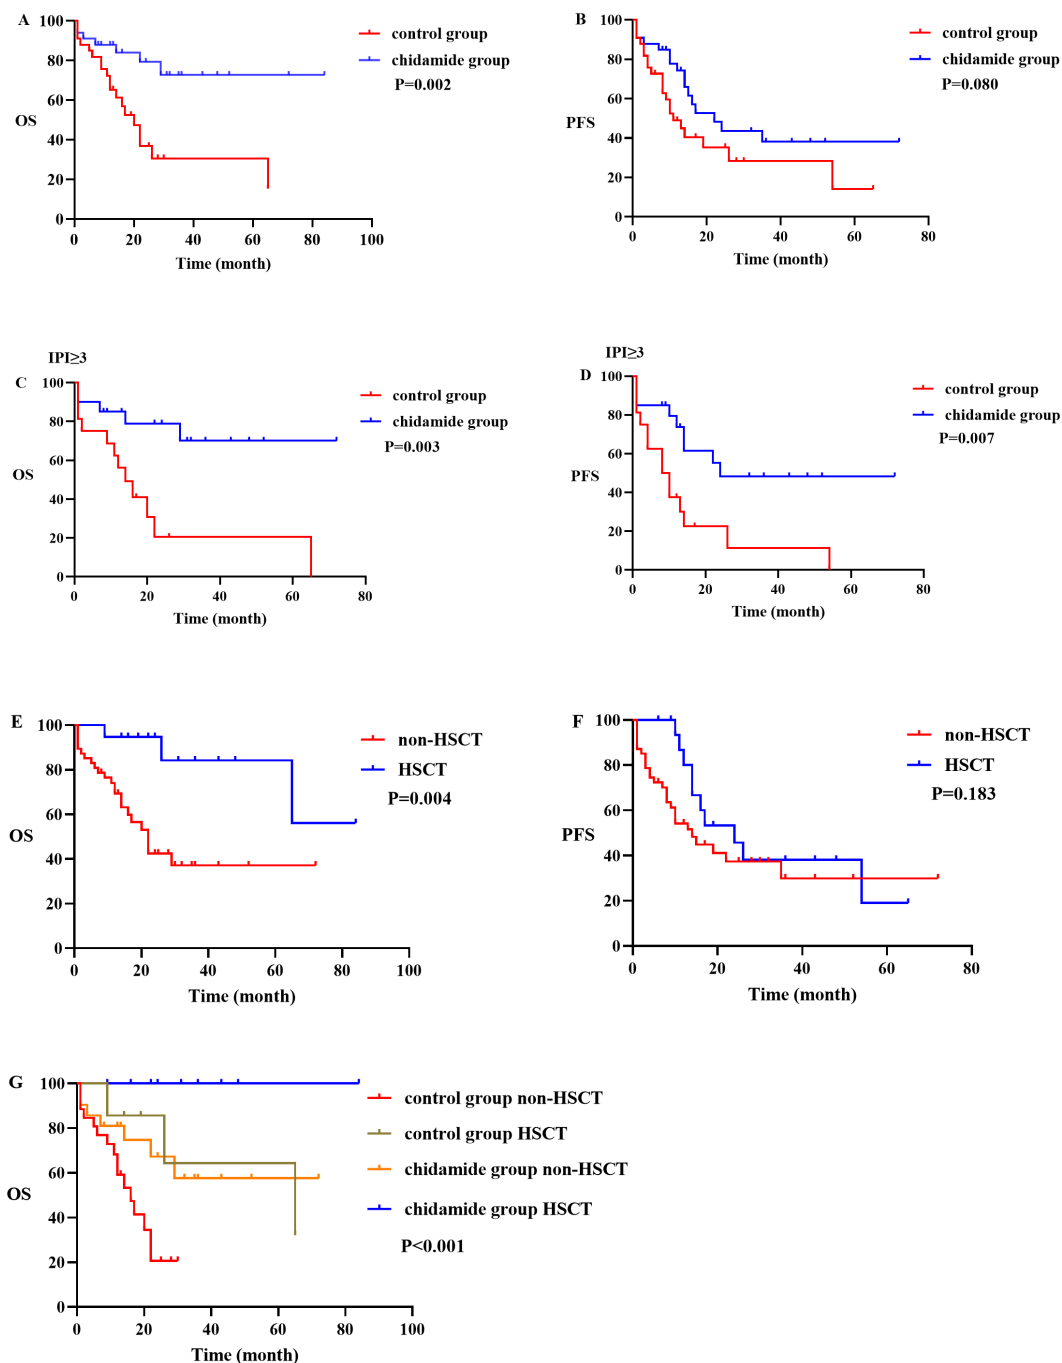 A
100
80
60
40
20
0
OS
0 20 40 60 80 100
Time (month)
control group
chidamide group
P=0.002
B
100
80
60
40
20
0
PFS
0 20 40 60 80
Time (month)
control group
chidamide group
P=0.080
IPI≥3
C
100
80
60
40
20
0
OS
0 20 40 60 80
Time (month)
control group
chidamide group
P=0.003
IPI≥3
D
100
80
60
40
20
0
PFS
0 20 40 60 80
Time (month)
control group
chidamide group
P=0.007
E
100
80
60
40
20
0
OS
0 20 40 60 80 100
Time (month)
non-HSCT
HSCT
P=0.004
F
100
80
60
40
20
0
PFS
0 20 40 60 80
Time (month)
non-HSCT
HSCT
P=0.183
G
100
80
60
40
20
0
OS
0 20 40 60 80 100
Time (month)
control group non-HSCT
control group HSCT
chidamide group non-HSCT
chidamide group HSCT
P<0.001